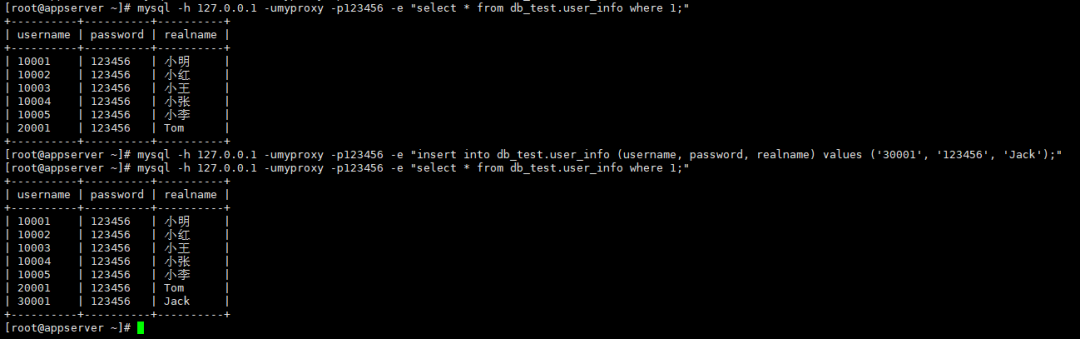 [root@appserver ~]# mysql -h 127.0.0.1 -umyproxy -p123456 -e "select * from db_test.user_info where 1;"
+----------+----------+----------+
| username | password | realname |
+----------+----------+----------+
| 10001    | 123456   | 小明     |
| 10002    | 123456   | 小红     |
| 10003    | 123456   | 小王     |
| 10004    | 123456   | 小张     |
| 10005    | 123456   | 小李     |
| 20001    | 123456   | Tom      |
+----------+----------+----------+
[root@appserver ~]# mysql -h 127.0.0.1 -umyproxy -p123456 -e "insert into db_test.user_info (username, password, realname) values ('30001', '123456', 'Jack');"
[root@appserver ~]# mysql -h 127.0.0.1 -umyproxy -p123456 -e "select * from db_test.user_info where 1;"
+----------+----------+----------+
| username | password | realname |
+----------+----------+----------+
| 10001    | 123456   | 小明     |
| 10002    | 123456   | 小红     |
| 10003    | 123456   | 小王     |
| 10004    | 123456   | 小张     |
| 10005    | 123456   | 小李     |
| 20001    | 123456   | Tom      |
| 30001    | 123456   | Jack     |
+----------+----------+----------+
[root@appserver ~]#